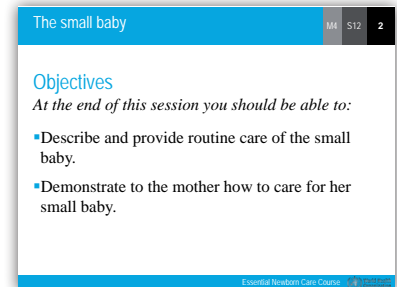 The small baby
M4 S12 2
Objectives
At the end of this session you should be able to:
▪Describe and provide routine care of the small
baby.
▪Demonstrate to the mother how to care for her
small baby.
Essential Newborn Care Course